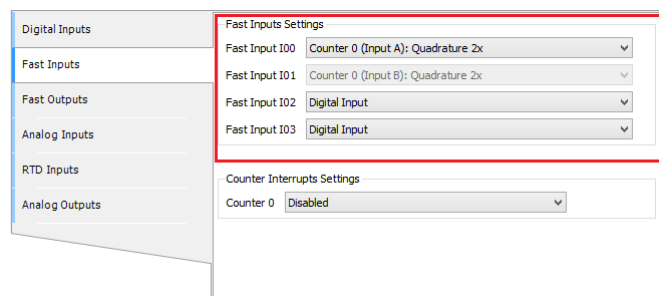 Digital Inputs
Fast Inputs
Fast Outputs
Analog Inputs
RTD Inputs
Analog Outputs
Fast Inputs Settings
Fast Input I00 Counter 0 (Input A): Quadrature 2x
Fast Input I01 Counter 0 (Input B): Quadrature 2x
Fast Input I02 Digital Input
Fast Input I03 Digital Input
Counter Interrupts Settings
Counter 0 Disabled